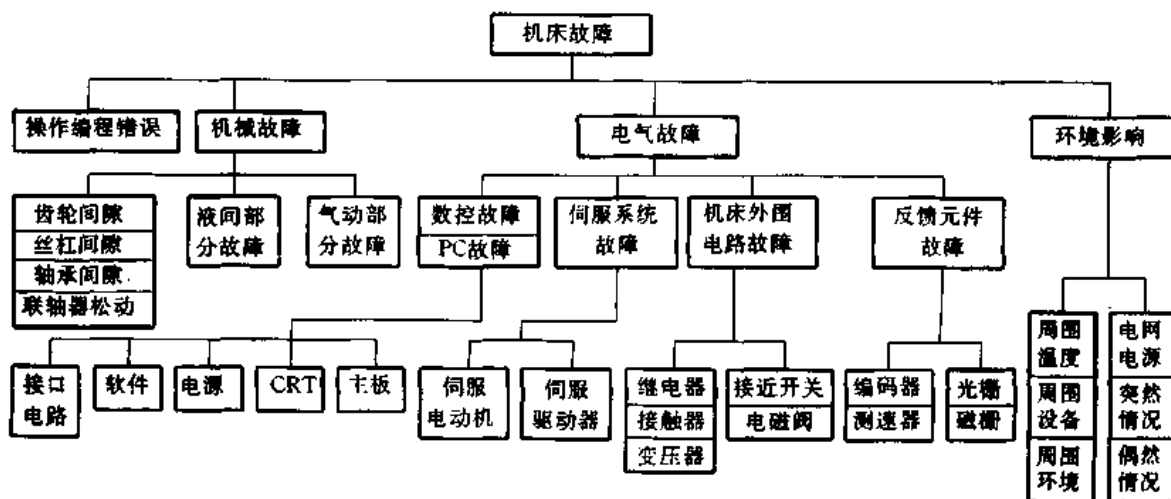 机床故障
操作编程错误
机械故障
电气故障
环境影响
齿轮间隙
丝杠间隙
轴承间隙
联轴器松动
液间部
分故障
气动部
分故障
数控故障
PC故障
伺服系统
故障
机床外围
电路故障
反馈元件
故障
接口
电路
软件
电源
CRT
主板
伺服
电动机
伺服
驱动器
继电器
接触器
变压器
接近开关
电磁阀
编码器
测速器
光栅
磁栅
周围
温度
周围
设备
周围
环境
电网
电源
突然
情况
偶然
情况